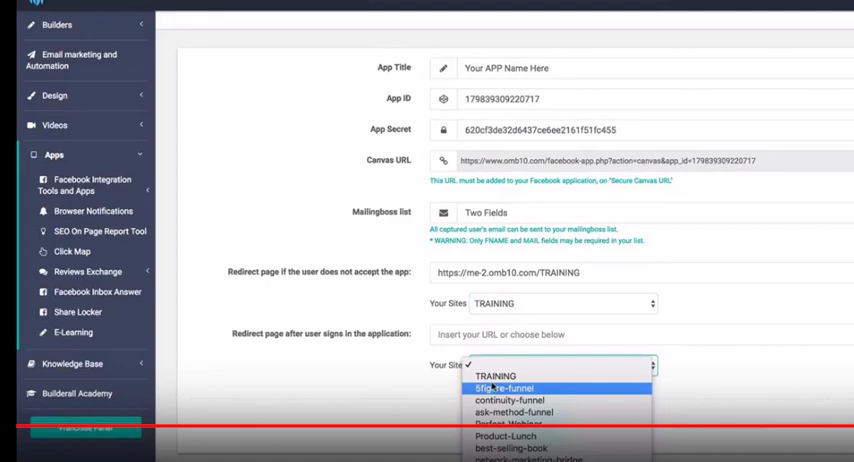 Builders
Email marketing and
Automation
Design
Videos
Apps
Facebook Integration
Tools and Apps
Browser Notifications
SEO On Page Report Tool
Click Map
Reviews Exchange
Facebook Inbox Answer
Share Locker
E-Learning
Knowledge Base
Builderall Academy
Franchise Panel
App Title
Your APP Name Here
App ID
179839309220717
App Secret
620cf3de32d6437ce6ee2161f51fc455
Canvas URL
https://www.omb10.com/facebook-app.php?action=canvas&app_id=179839309220717
This URL must be added to your Facebook application, on "Secure Canvas URL"
Mailingboss list
Two Fields
All captured user's email can be sent to your mailingboss list.
* WARNING: Only FNAME and MAIL fields may be required in your list.
Redirect page if the user does not accept the app:
https://me-2.omb10.com/TRAINING
Your Sites TRAINING
Redirect page after user signs in the application:
Insert your URL or choose below
Your Site
TRAINING
5figure-funnel
continuity-funnel
ask-method-funnel
Perfect-Webinar
Product-Lunch
best-selling-book
network-marketing-bridge